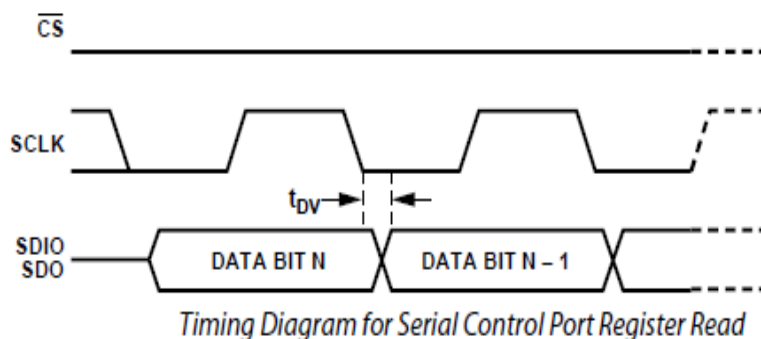 CS
SCLK
tDV
SDIO
SDO
DATA BIT N
DATA BIT N – 1
Timing Diagram for Serial Control Port Register Read